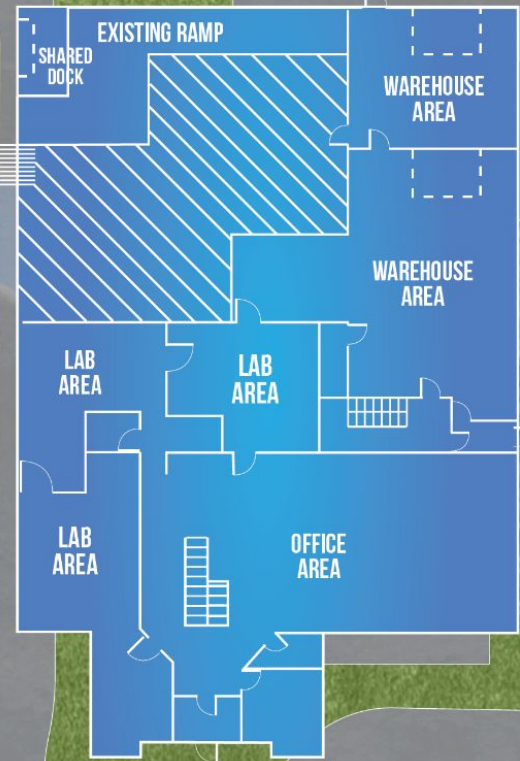 EXISTING RAMP
SHARED
DOCK
WAREHOUSE
AREA
WAREHOUSE
AREA
LAB
AREA
LAB
AREA
LAB
AREA
OFFICE
AREA